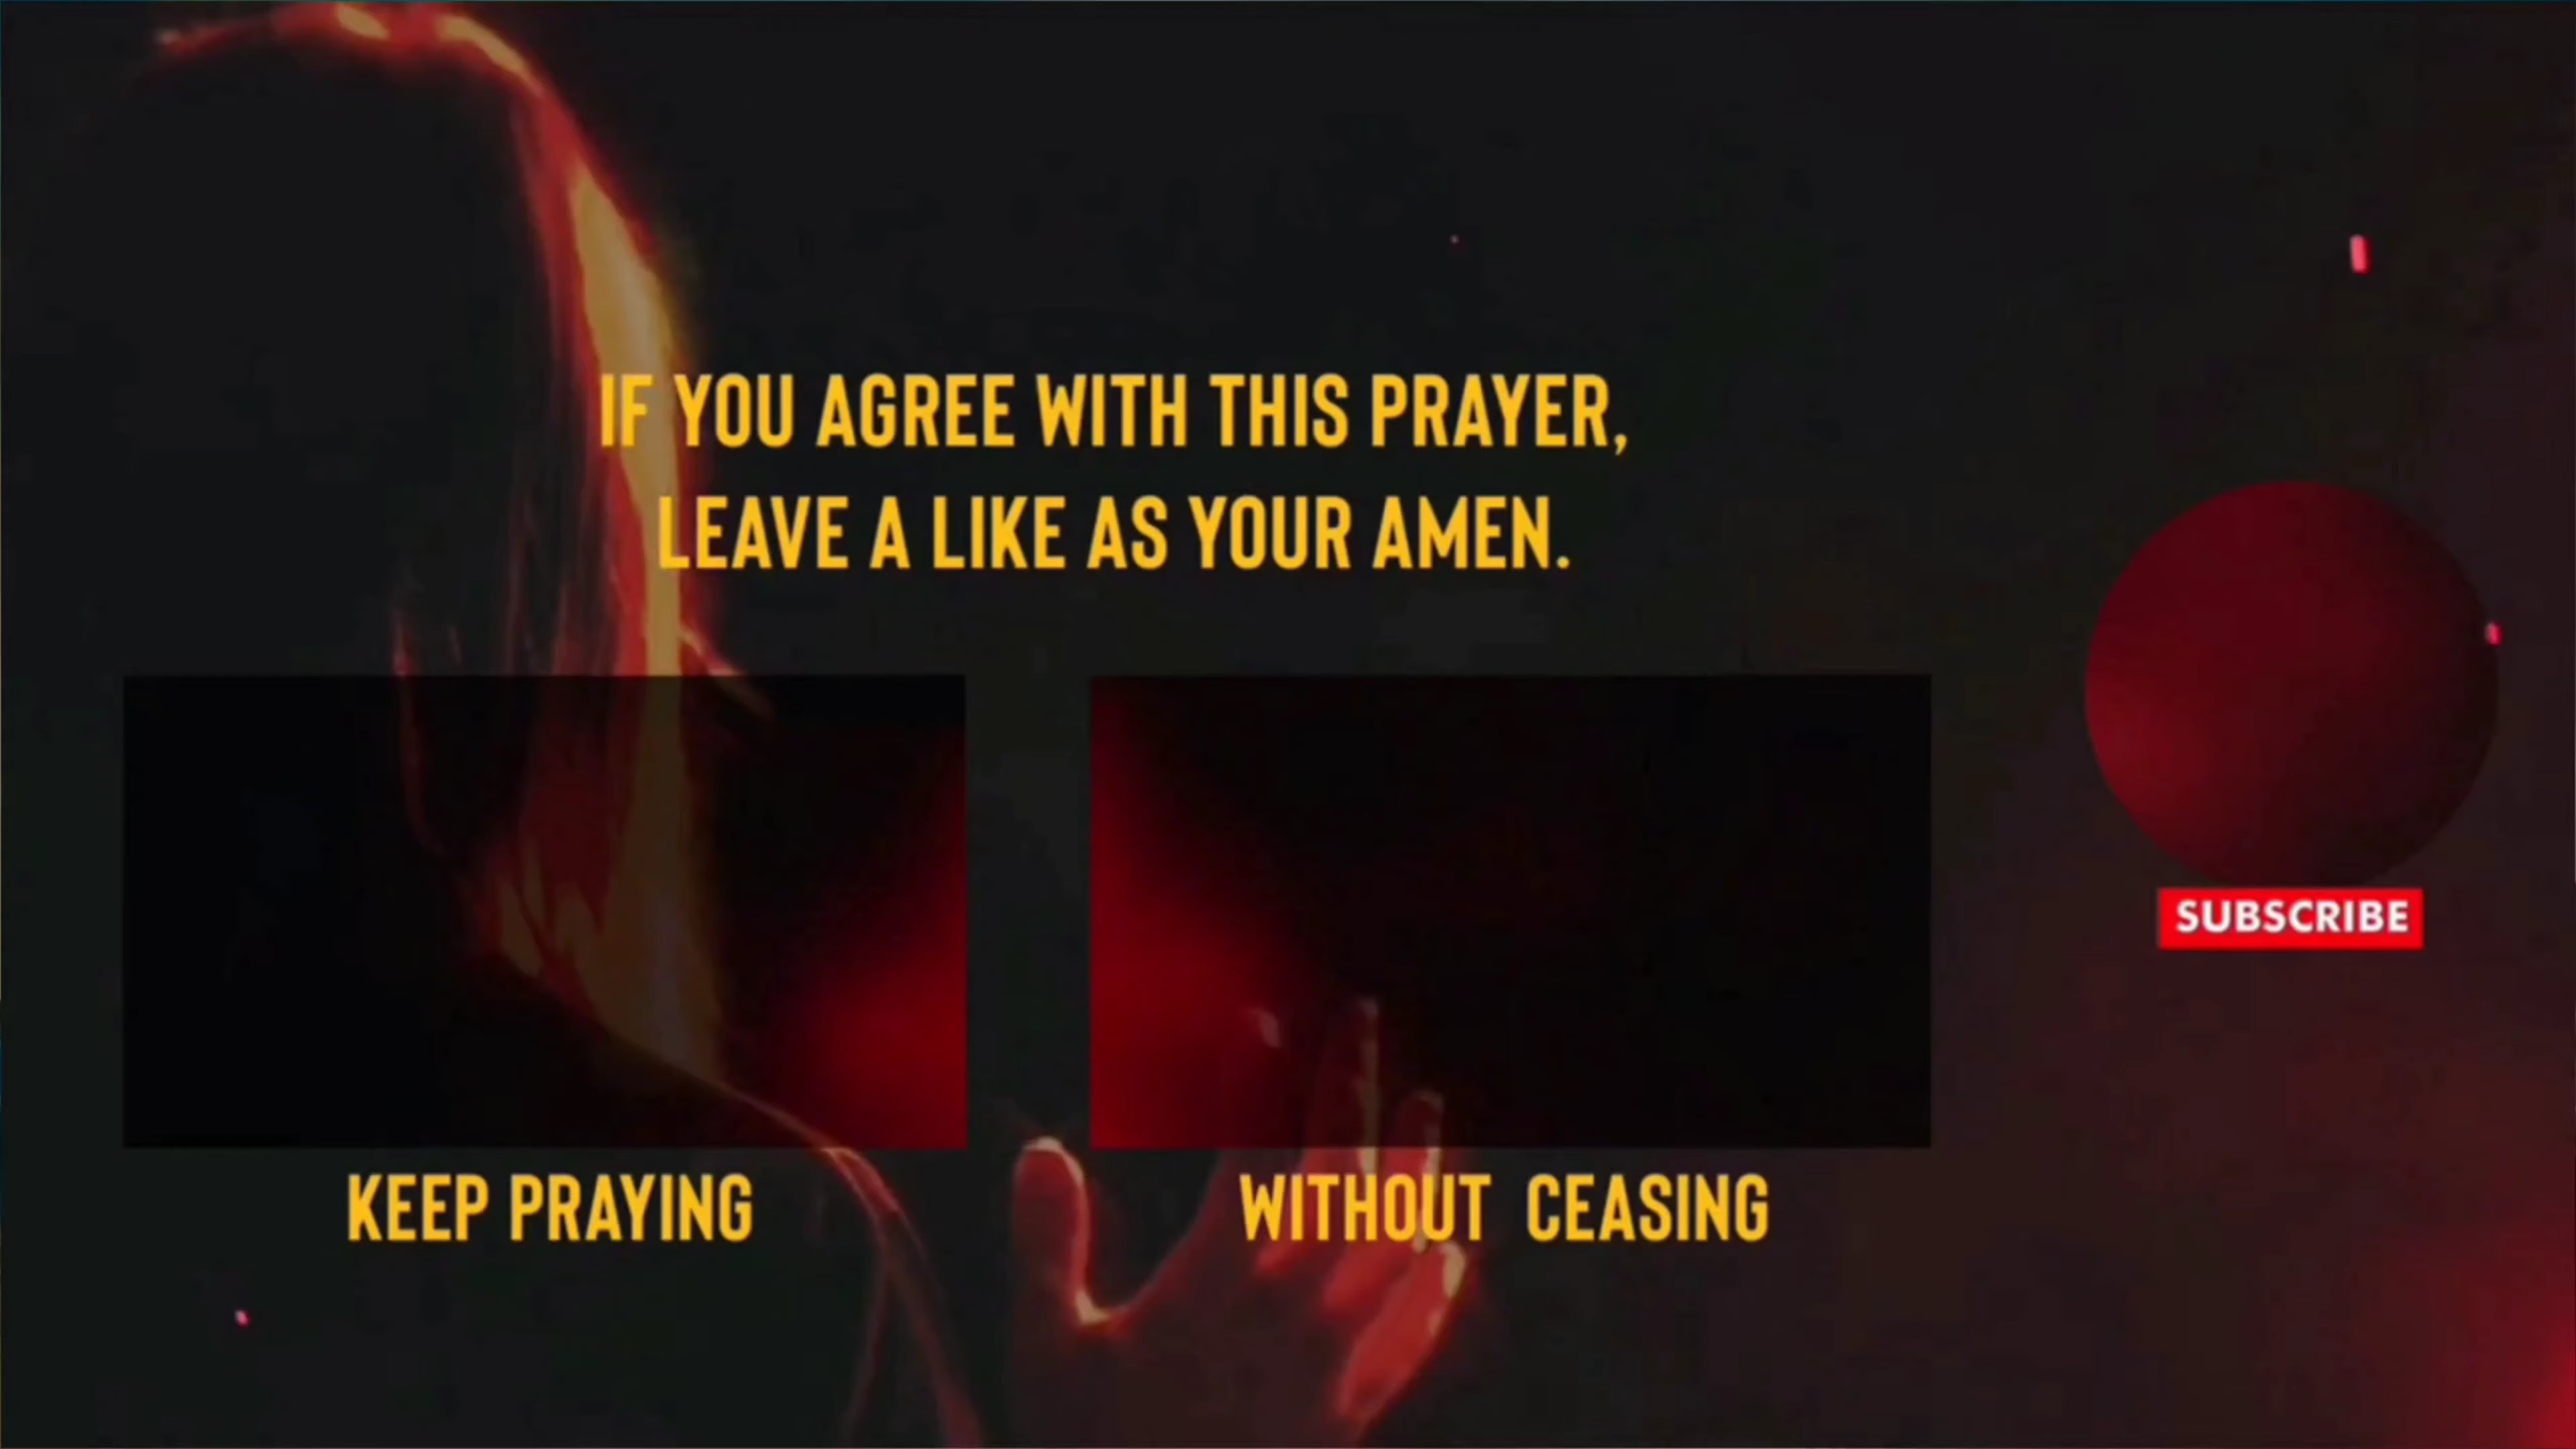 IF YOU AGREE WITH THIS PRAYER,
LEAVE A LIKE AS YOUR AMEN.
SUBSCRIBE
KEEP PRAYING
WITHOUT CEASING